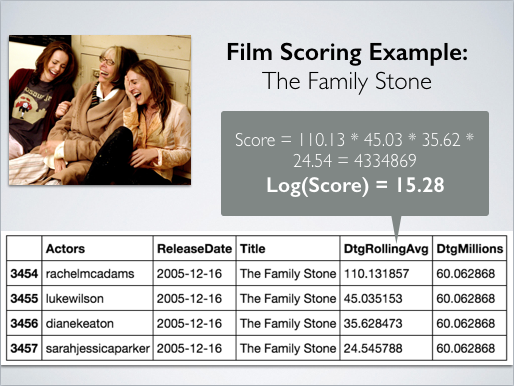 Film Scoring Example:
The Family Stone
Score = 110.13 * 45.03 * 35.62 *
24.54 = 4334869
Log(Score) = 15.28
Actors ReleaseDate Title DtgRollingAvg DtgMillions
3454 rachelmcadams 2005-12-16 The Family Stone 110.131857 60.062868
3455 lukewilson 2005-12-16 The Family Stone 45.035153 60.062868
3456 dianekeaton 2005-12-16 The Family Stone 35.628473 60.062868
3457 sarahjessicaparker 2005-12-16 The Family Stone 24.545788 60.062868